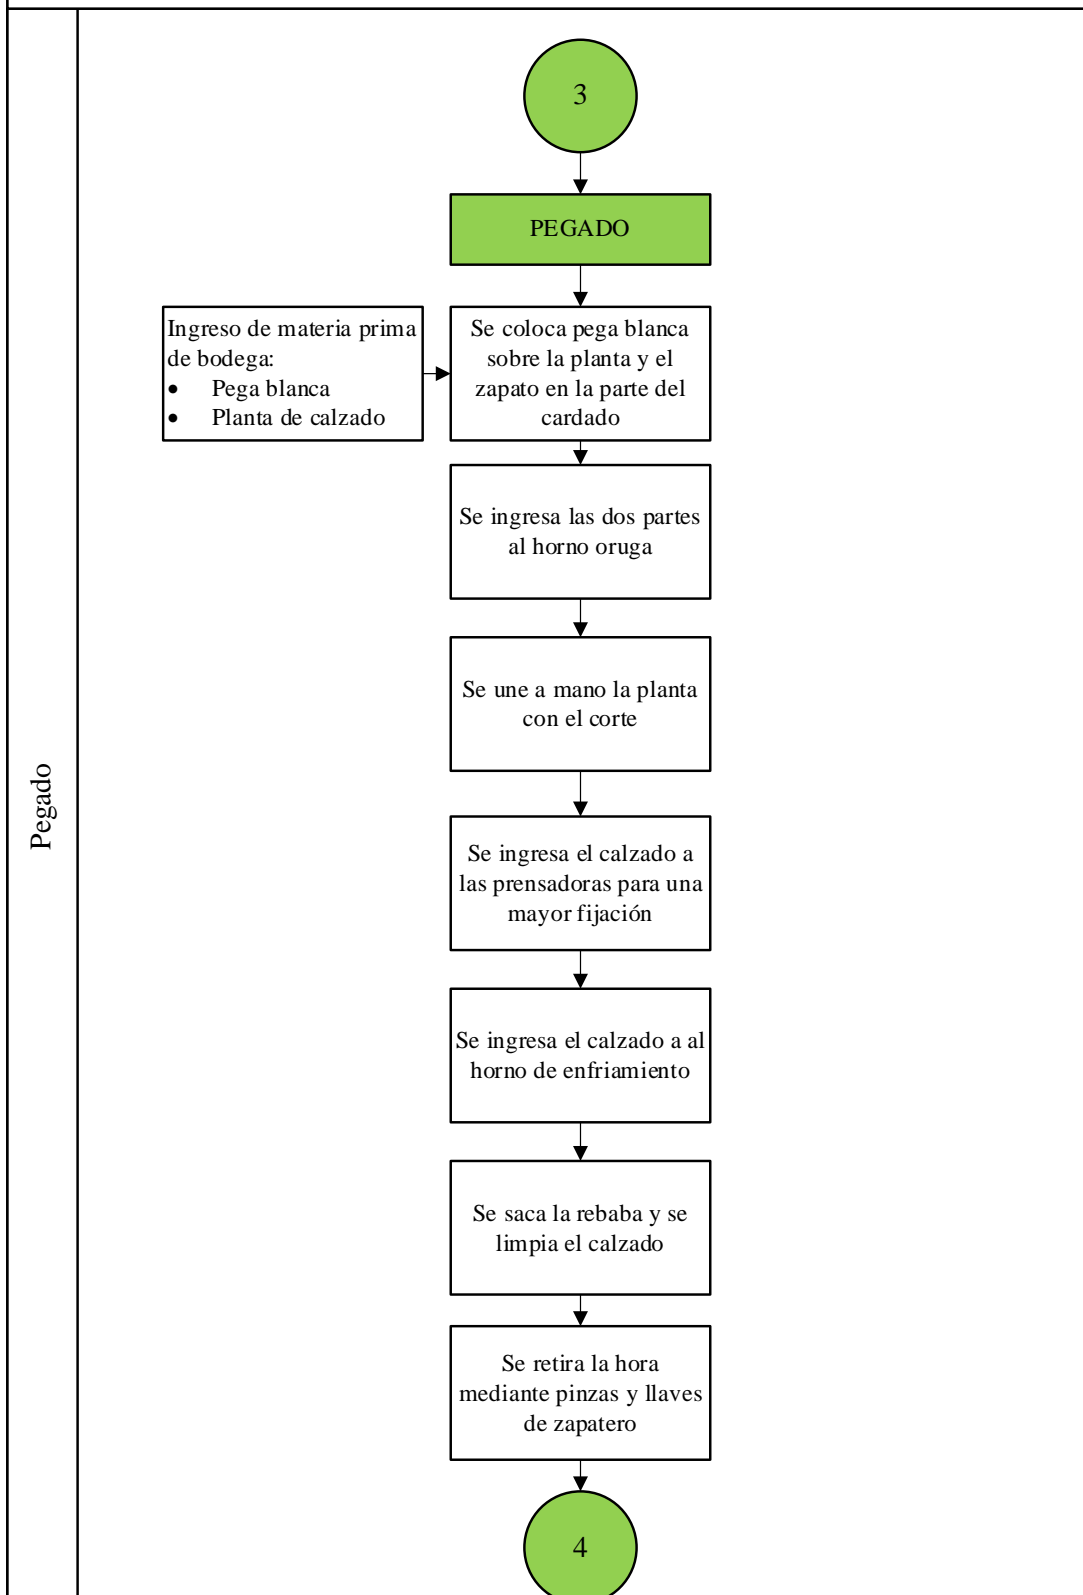 3
PEGADO
Ingreso de materia prima
de bodega:
• Pega blanca
• Planta de calzado
Se coloca pega blanca
sobre la planta y el
zapato en la parte del
cardado
Se ingresa las dos partes
al horno oruga
Se une a mano la planta
con el corte
Pegado
Se ingresa el calzado a
las prensadoras para una
mayor fijación
Se ingresa el calzado a al
horno de enfriamiento
Se saca la rebaba y se
limpia el calzado
Se retira la hora
mediante pinzas y llaves
de zapatero
4